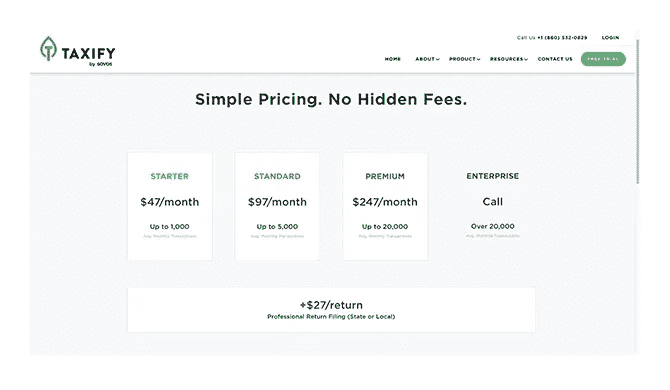 Call Us +1 (860) 532-0829 LOGIN
TAXIFY
by SOVOS
HOME ABOUT PRODUCT RESOURCES CONTACT US FREE TRIAL
Simple Pricing. No Hidden Fees.
STARTER STANDARD PREMIUM ENTERPRISE
$47/month $97/month $247/month Call
Up to 1,000 Up to 5,000 Up to 20,000 Over 20,000
Avg. Monthly Transactions Avg. Monthly Transactions Avg. Monthly Transactions Avg. Monthly Transactions
+$27/return
Professional Return Filing (State or Local)